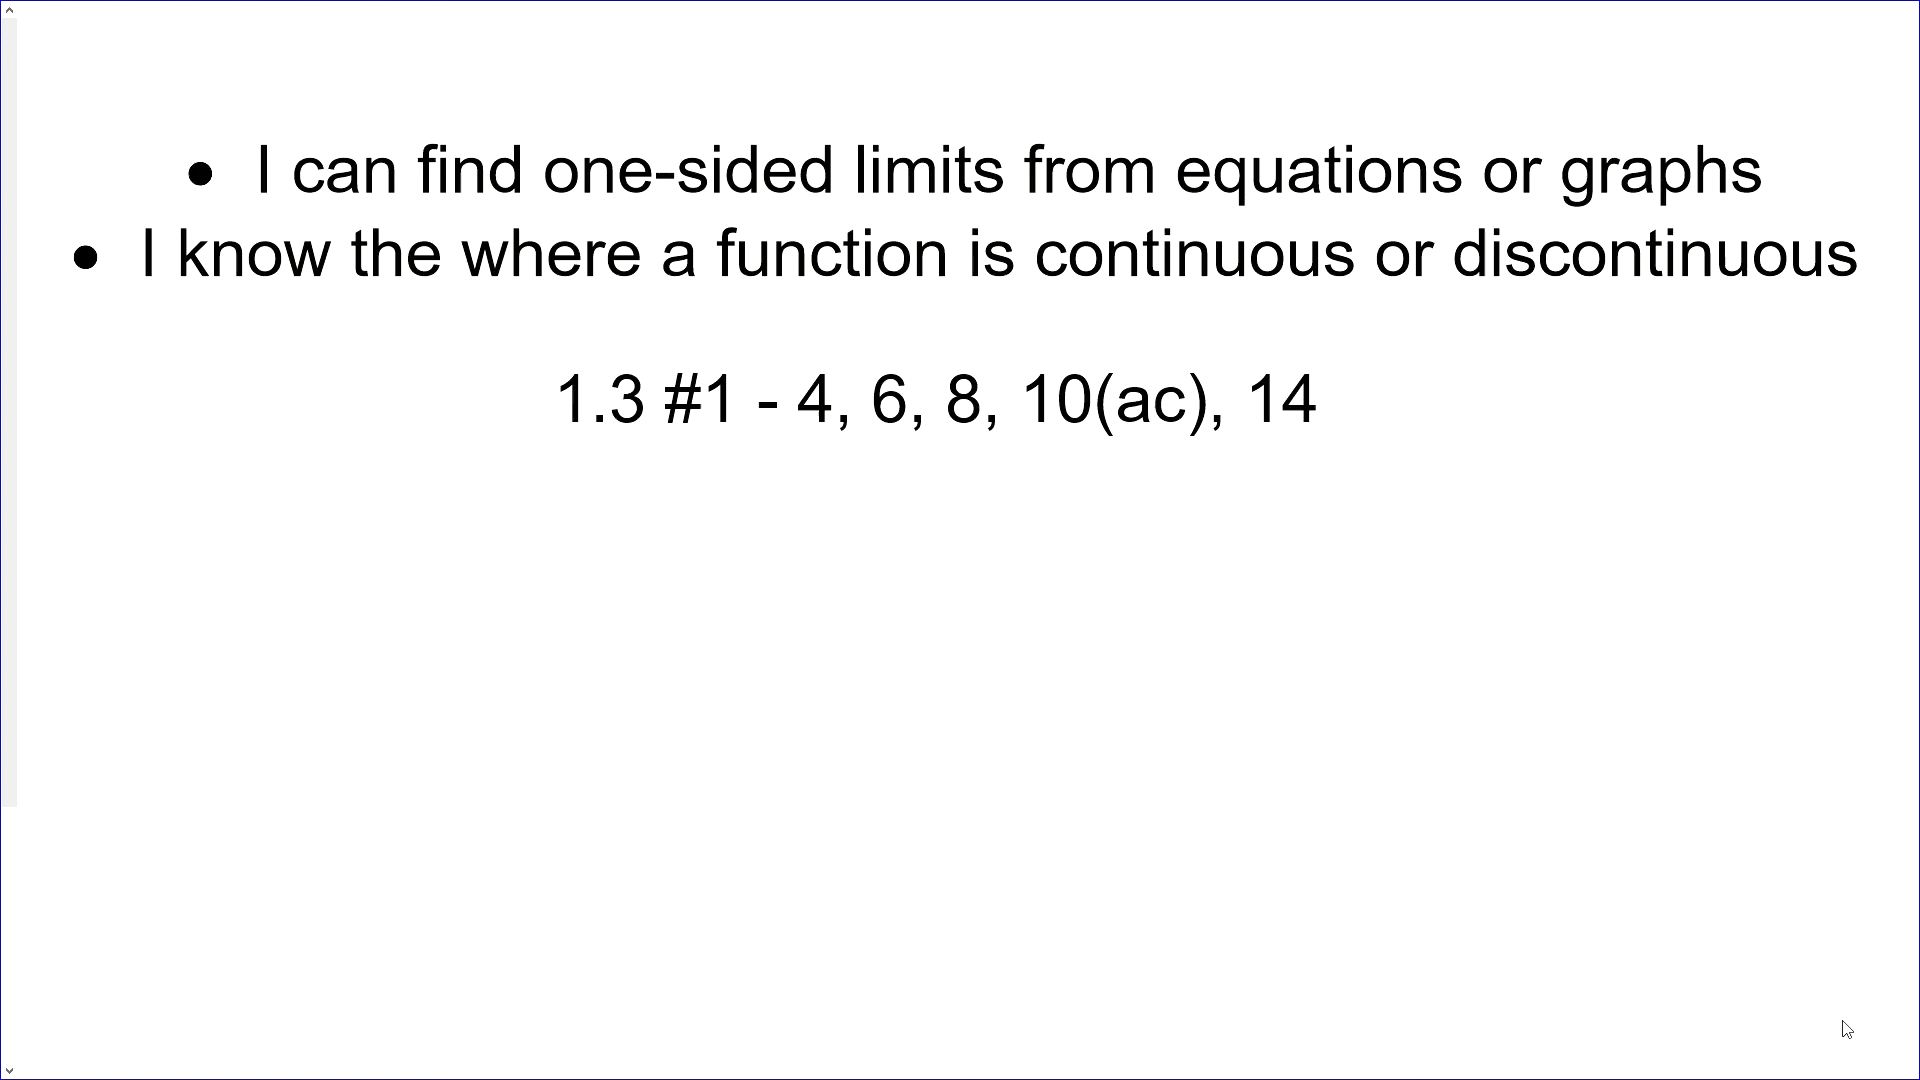 • I can find one-sided limits from equations or graphs
• I know the where a function is continuous or discontinuous
1.3 #1 - 4, 6, 8, 10(ac), 14